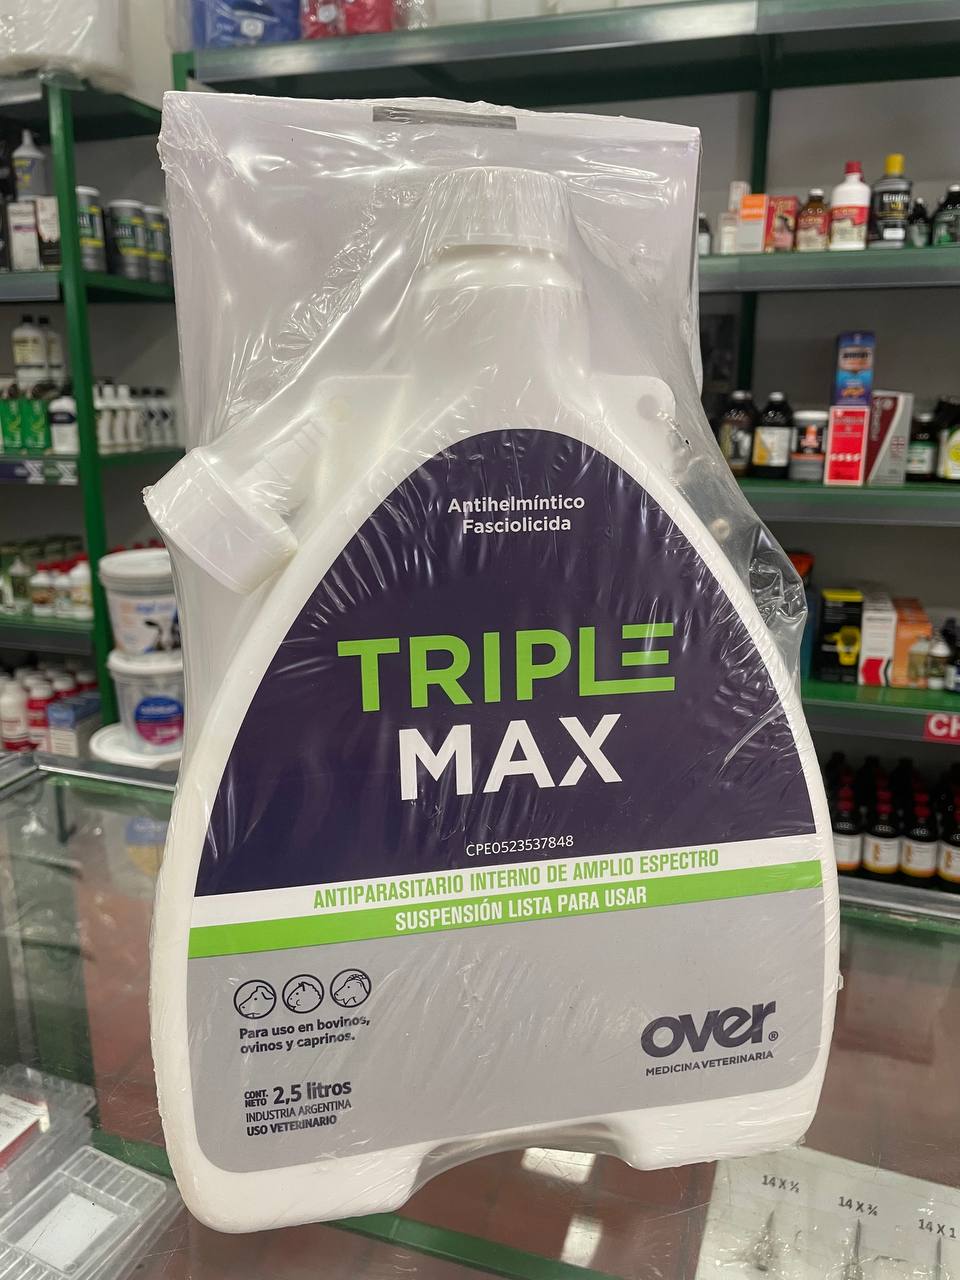 Antihelmíntico
Fasciolicida
TRIPLE
MAX
CPE0523537848
ANTIPARASITARIO INTERNO DE AMPLIO ESPECTRO
SUSPENSIÓN LISTA PARA USAR
Para uso en bovinos,
ovinos y caprinos.
CONT.
NETO 2,5 litros
INDUSTRIA ARGENTINA
USO VETERINARIO
over®
MEDICINA VETERINARIA
CH
14 X ½
14 X ¾
14 X 1